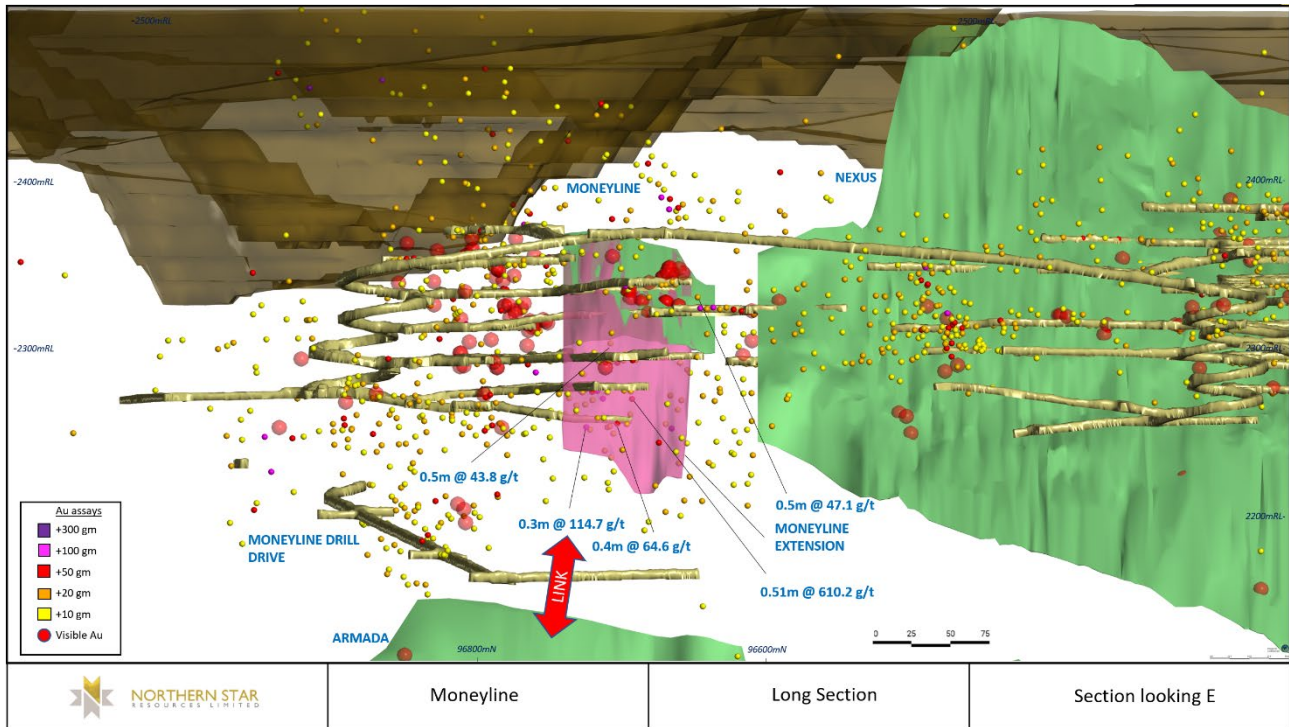 -2500mRL
2500mRL
-2400mRL
MONEYLINE
NEXUS
2400mRL-
-2300mRL
2300mRL-
0.5m @ 43.8 g/t
0.5m @ 47.1 g/t
0.3m @ 114.7 g/t
MONEYLINE
EXTENSION
0.4m @ 64.6 g/t
2200mRL-
0.51m @ 610.2 g/t
Au assays
+300 gm
+100 gm
+50 gm
+20 gm
+10 gm
Visible Au
MONEYLINE DRILL
DRIVE
LINK
ARMADA
96800mN
96600mN
0 25 50 75
NORTHERN STAR
RESOURCES LIMITED
Moneyline
Long Section
Section looking E